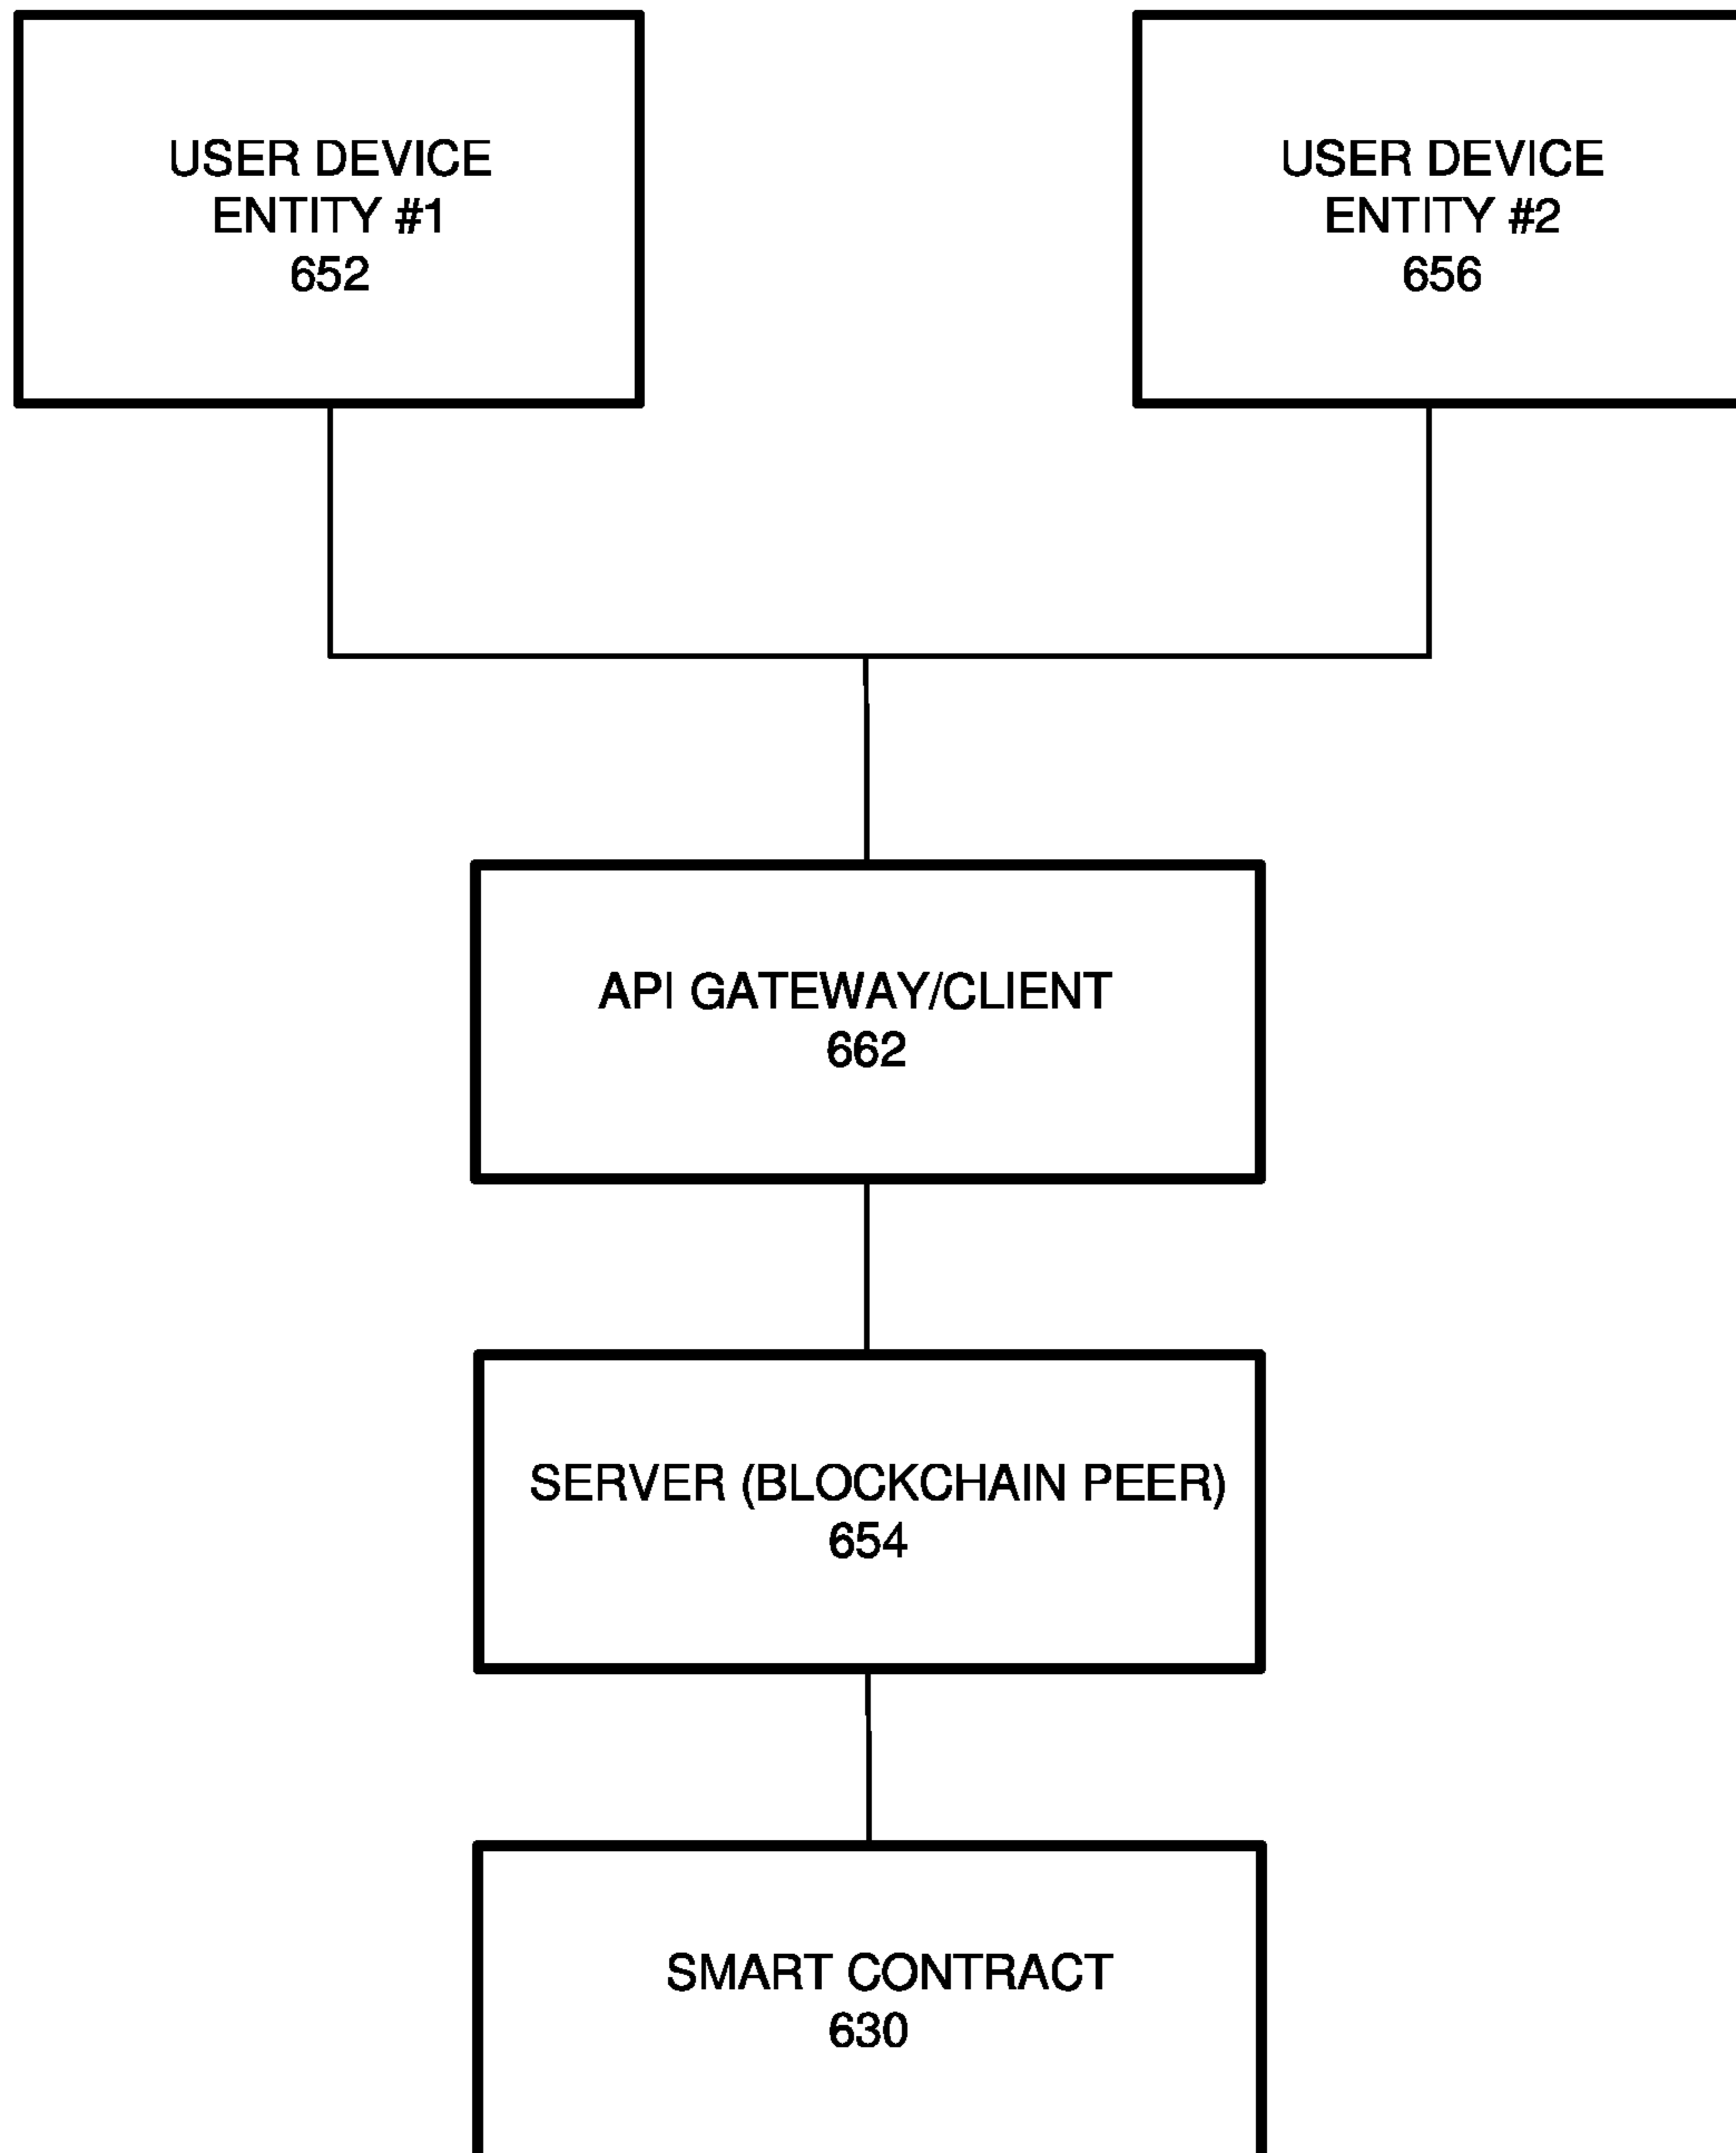 USER DEVICE
ENTITY #1
652
USER DEVICE
ENTITY #2
656
API GATEWAY/CLIENT
662
SERVER (BLOCKCHAIN PEER)
654
SMART CONTRACT
630